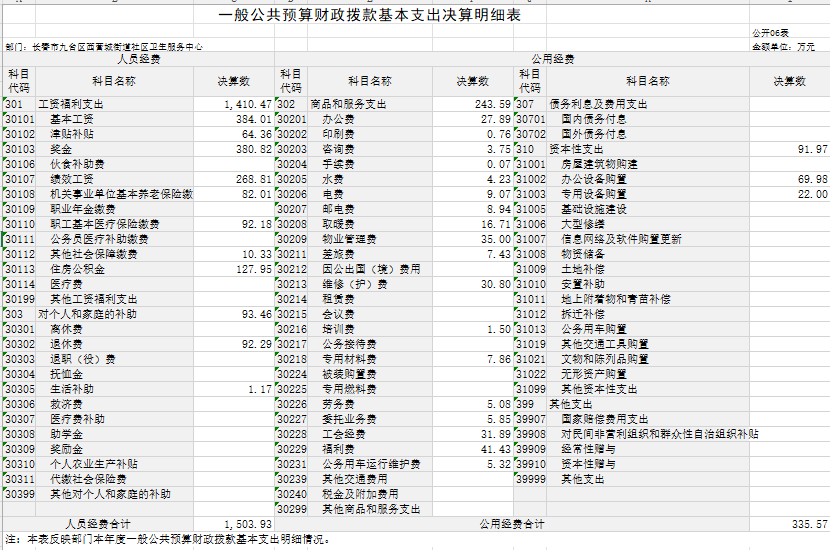 一般公共预算财政拨款基本支出决算明细表
公开06表
部门：长春市九台区西营城街道社区卫生服务中心 金额单位：万元
人员经费 公用经费
科目代码 科目名称 决算数 科目代码 科目名称 决算数 科目代码 科目名称 决算数
301 工资福利支出 1,410.47 302 商品和服务支出 243.59 307 债务利息及费用支出
30101 基本工资 384.01 30201 办公费 27.89 30701 国内债务付息
30102 津贴补贴 64.36 30202 印刷费 0.76 30702 国外债务付息
30103 奖金 380.82 30203 咨询费 3.75 310 资本性支出 91.97
30106 伙食补助费 30204 手续费 0.07 31001 房屋建筑物购建
30107 绩效工资 268.81 30205 水费 4.23 31002 办公设备购置 69.98
30108 机关事业单位基本养老保险缴 82.01 30206 电费 9.07 31003 专用设备购置 22.00
30109 职业年金缴费 30207 邮电费 8.94 31005 基础设施建设
30110 职工基本医疗保险缴费 92.18 30208 取暖费 16.71 31006 大型修缮
30111 公务员医疗补助缴费 30209 物业管理费 35.00 31007 信息网络及软件购置更新
30112 其他社会保障缴费 10.33 30211 差旅费 7.43 31008 物资储备
30113 住房公积金 127.95 30212 因公出国（境）费用 31009 土地补偿
30114 医疗费 30213 维修（护）费 30.80 31010 安置补助
30199 其他工资福利支出 30214 租赁费 31011 地上附着物和青苗补偿
303 对个人和家庭的补助 93.46 30215 会议费 31012 拆迁补偿
30301 离休费 30216 培训费 1.50 31013 公务用车购置
30302 退休费 92.29 30217 公务接待费 31019 其他交通工具购置
30303 退职（役）费 30218 专用材料费 7.86 31021 文物和陈列品购置
30304 抚恤金 30224 被装购置费 31022 无形资产购置
30305 生活补助 1.17 30225 专用燃料费 31099 其他资本性支出
30306 救济费 30226 劳务费 5.08 399 其他支出
30307 医疗费补助 30227 委托业务费 5.85 39907 国家赔偿费用支出
30308 助学金 30228 工会经费 31.89 39908 对民间非营利组织和群众性自治组织补贴
30309 奖励金 30229 福利费 41.43 39909 经常性赠与
30310 个人农业生产补贴 30231 公务用车运行维护费 5.32 39910 资本性赠与
30311 代缴社会保险费 30239 其他交通费用 39999 其他支出
30399 其他对个人和家庭的补助 30240 税金及附加费用
30299 其他商品和服务支出
人员经费合计 1,503.93 公用经费合计 335.57
注：本表反映部门本年度一般公共预算财政拨款基本支出明细情况。